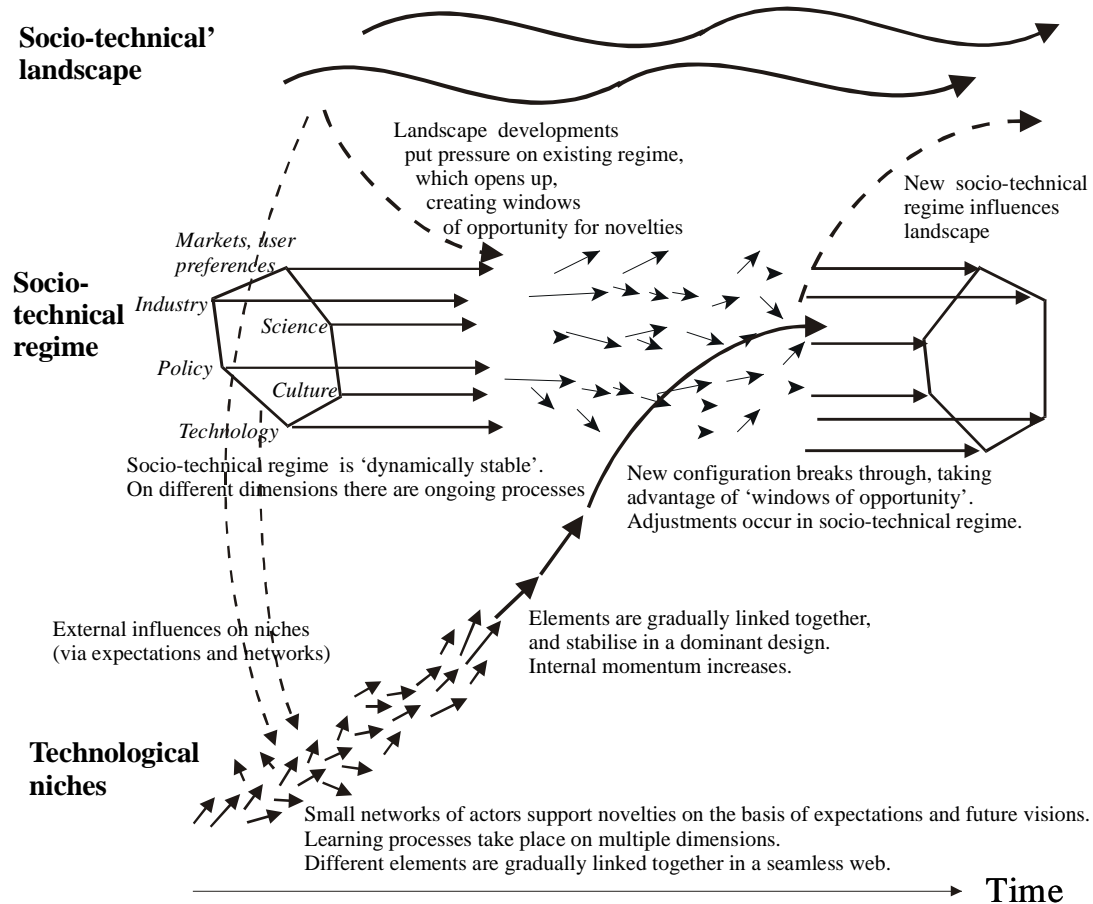 Socio-technical’
landscape
Landscape developments
put pressure on existing regime,
which opens up,
creating windows
of opportunity for novelties
New socio-technical
regime influences
landscape
Markets, user
preferences
Socio-
technical
regime
Industry
Science
Policy
Culture
Technology
Socio-technical regime is ‘dynamically stable’.
On different dimensions there are ongoing processes
New configuration breaks through, taking
advantage of ‘windows of opportunity’.
Adjustments occur in socio-technical regime.
External influences on niches
(via expectations and networks)
Elements are gradually linked together,
and stabilise in a dominant design.
Internal momentum increases.
Technological
niches
Small networks of actors support novelties on the basis of expectations and future visions.
Learning processes take place on multiple dimensions.
Different elements are gradually linked together in a seamless web.
Time